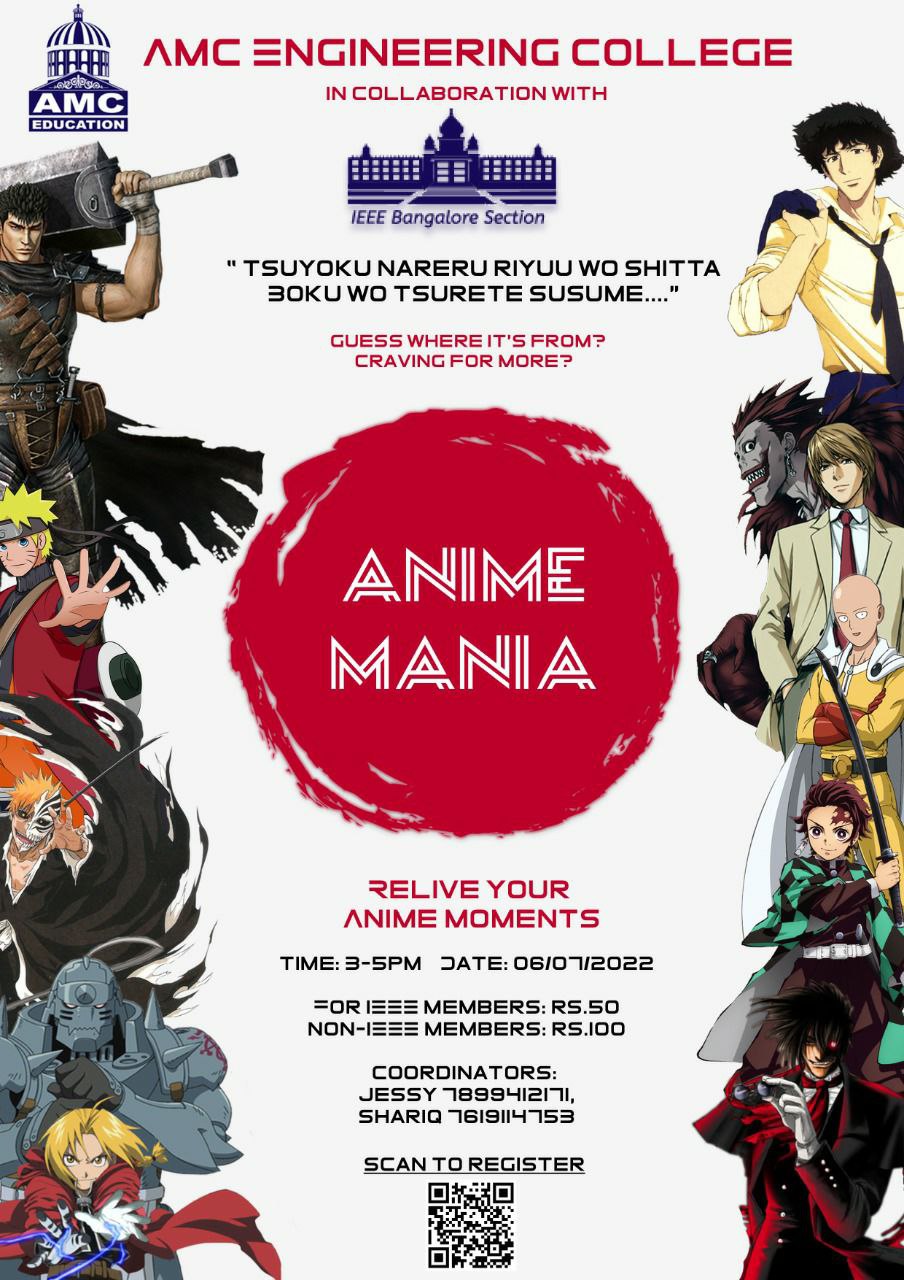 AMC ENGINEERING COLLEGE
AMC
EDUCATION
IN COLLABORATION WITH
IEEE Bangalore Section
" TSUYOKU NARERU RIYUU WO SHITTA
BOKU WO TSURETE SUSUME...."
GUESS WHERE IT'S FROM?
CRAVING FOR MORE?
ANIME
MANIA
RELIVE YOUR
ANIME MOMENTS
TIME: 3-5PM DATE: 06/07/2022
FOR IEEE MEMBERS: RS.50
NON-IEEE MEMBERS: RS.100
COORDINATORS:
JESSY 7899412171,
SHARIQ 7619114753
SCAN TO REGISTER